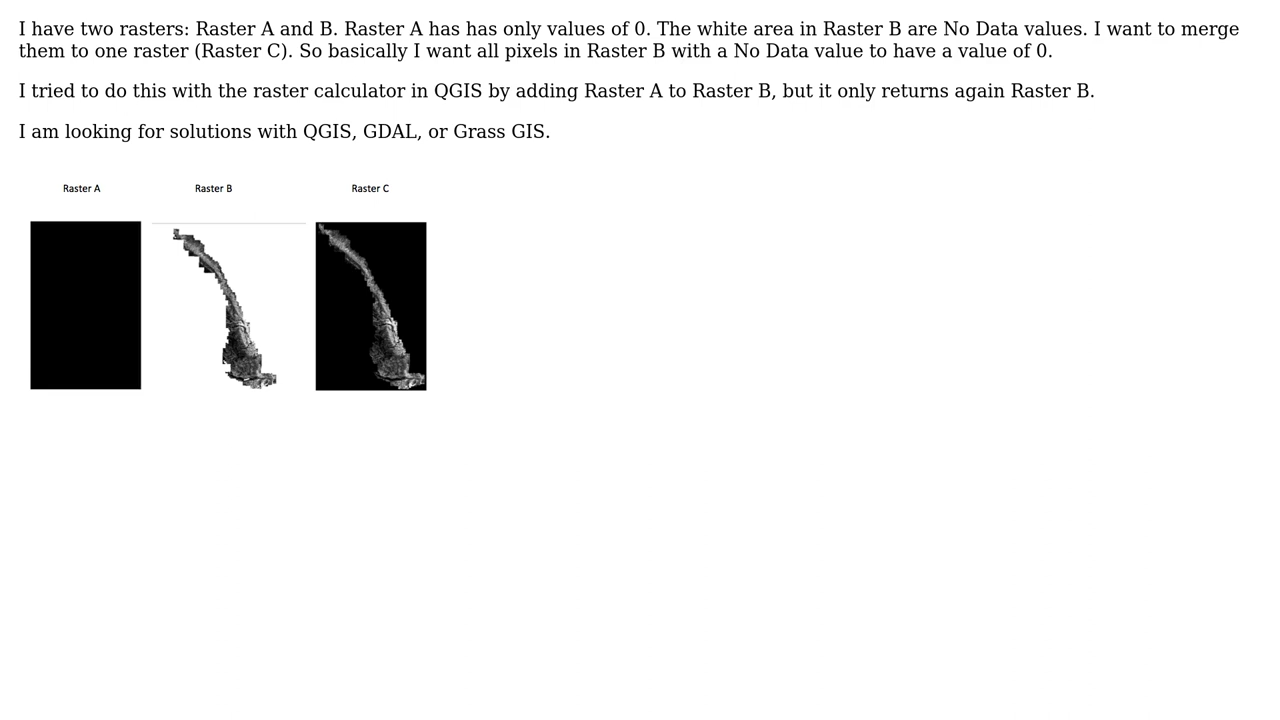 I have two rasters: Raster A and B. Raster A has has only values of 0. The white area in Raster B are No Data values. I want to merge
them to one raster (Raster C). So basically I want all pixels in Raster B with a No Data value to have a value of 0.
I tried to do this with the raster calculator in QGIS by adding Raster A to Raster B, but it only returns again Raster B.
I am looking for solutions with QGIS, GDAL, or Grass GIS.
Raster A Raster B Raster C